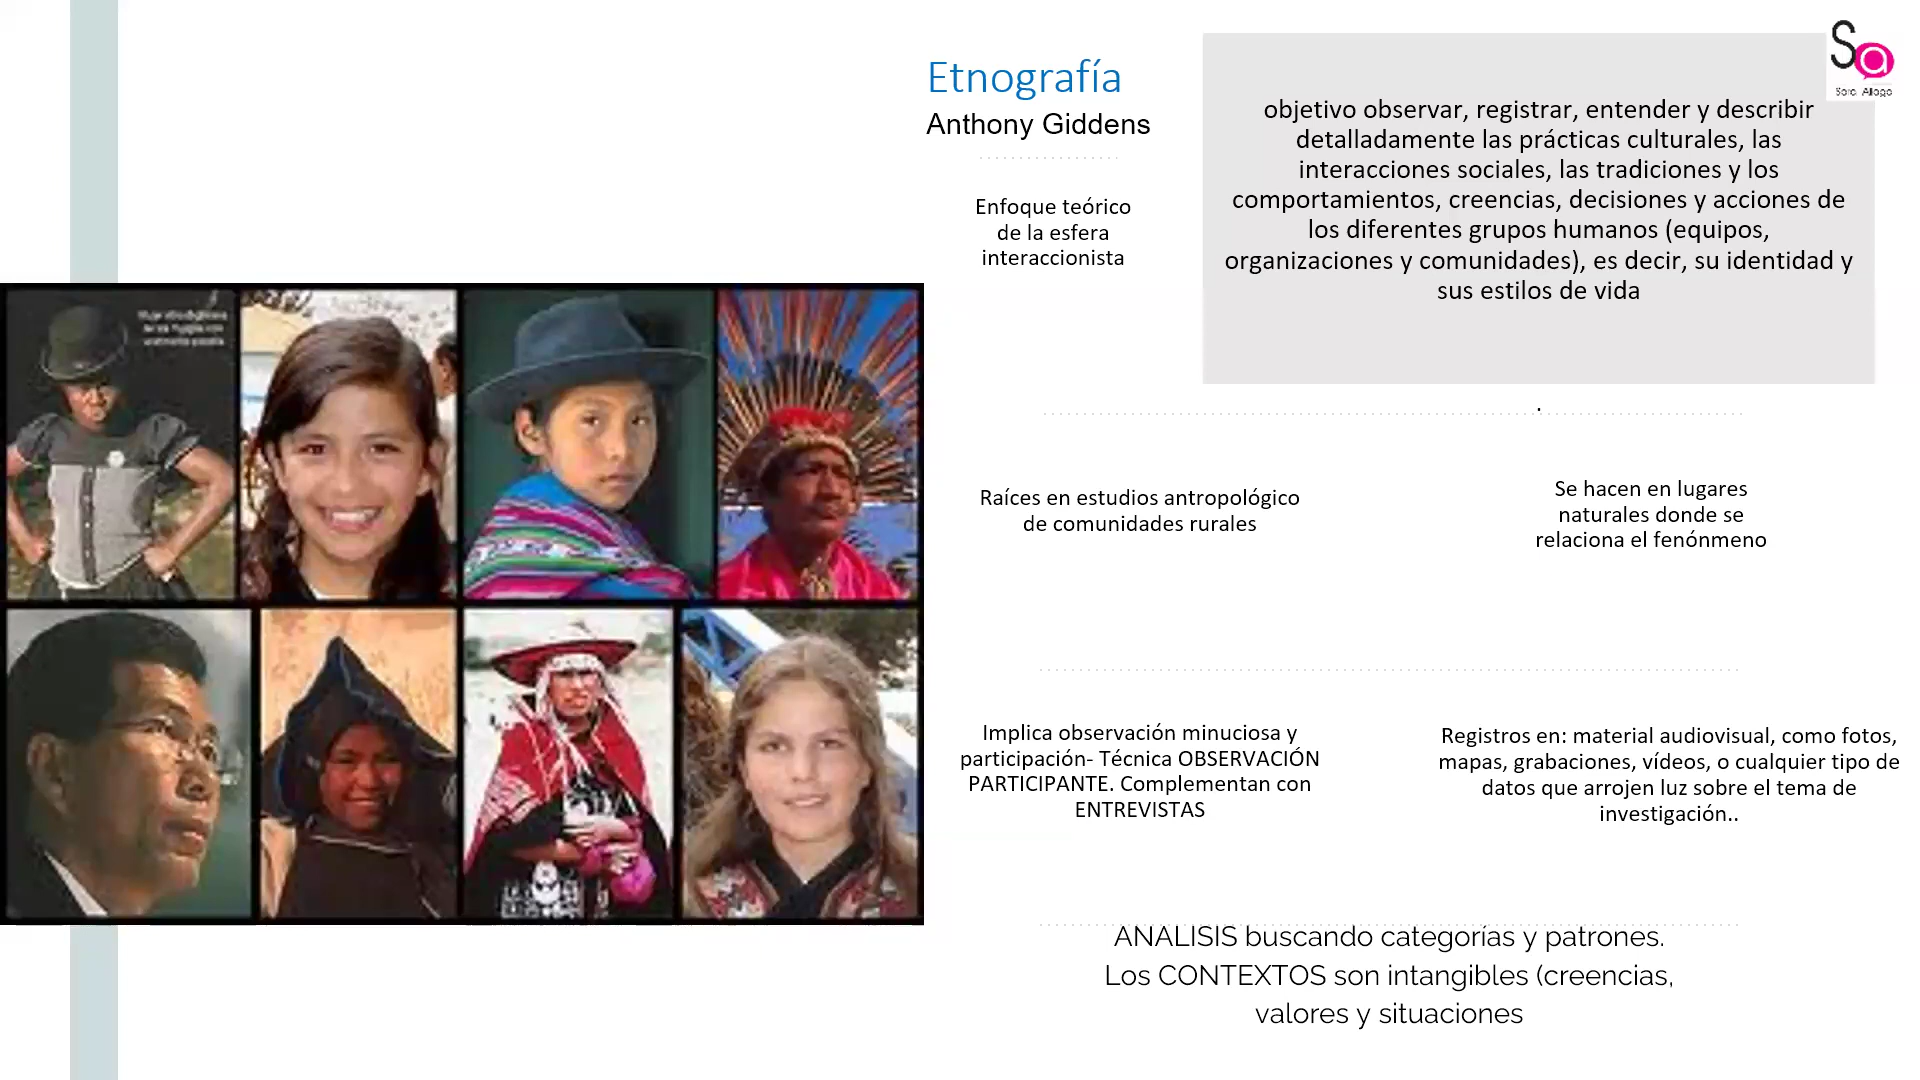 Etnografía
Anthony Giddens
Enfoque teórico
de la esfera
interaccionista
objetivo observar, registrar, entender y describir
detalladamente las prácticas culturales, las
interacciones sociales, las tradiciones y los
comportamientos, creencias, decisiones y acciones de
los diferentes grupos humanos (equipos,
organizaciones y comunidades), es decir, su identidad y
sus estilos de vida
Sa
Sara Aliaga
.
Raíces en estudios antropológico
de comunidades rurales
Se hacen en lugares
naturales donde se
relaciona el fenónmeno
Implica observación minuciosa y
participación- Técnica OBSERVACIÓN
PARTICIPANTE. Complementan con
ENTREVISTAS
Registros en: material audiovisual, como fotos,
mapas, grabaciones, vídeos, o cualquier tipo de
datos que arrojen luz sobre el tema de
investigación..
ANALISIS buscando categorías y patrones.
Los CONTEXTOS son intangibles (creencias,
valores y situaciones